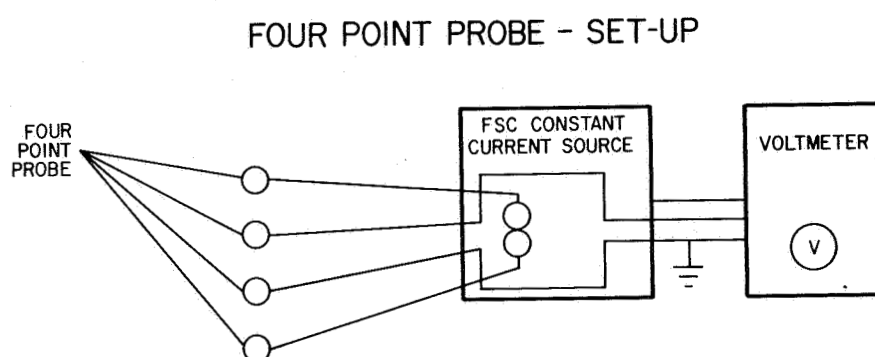 FOUR POINT PROBE - SET-UP
FOUR
POINT
PROBE
FSC CONSTANT
CURRENT SOURCE
VOLTMETER
V